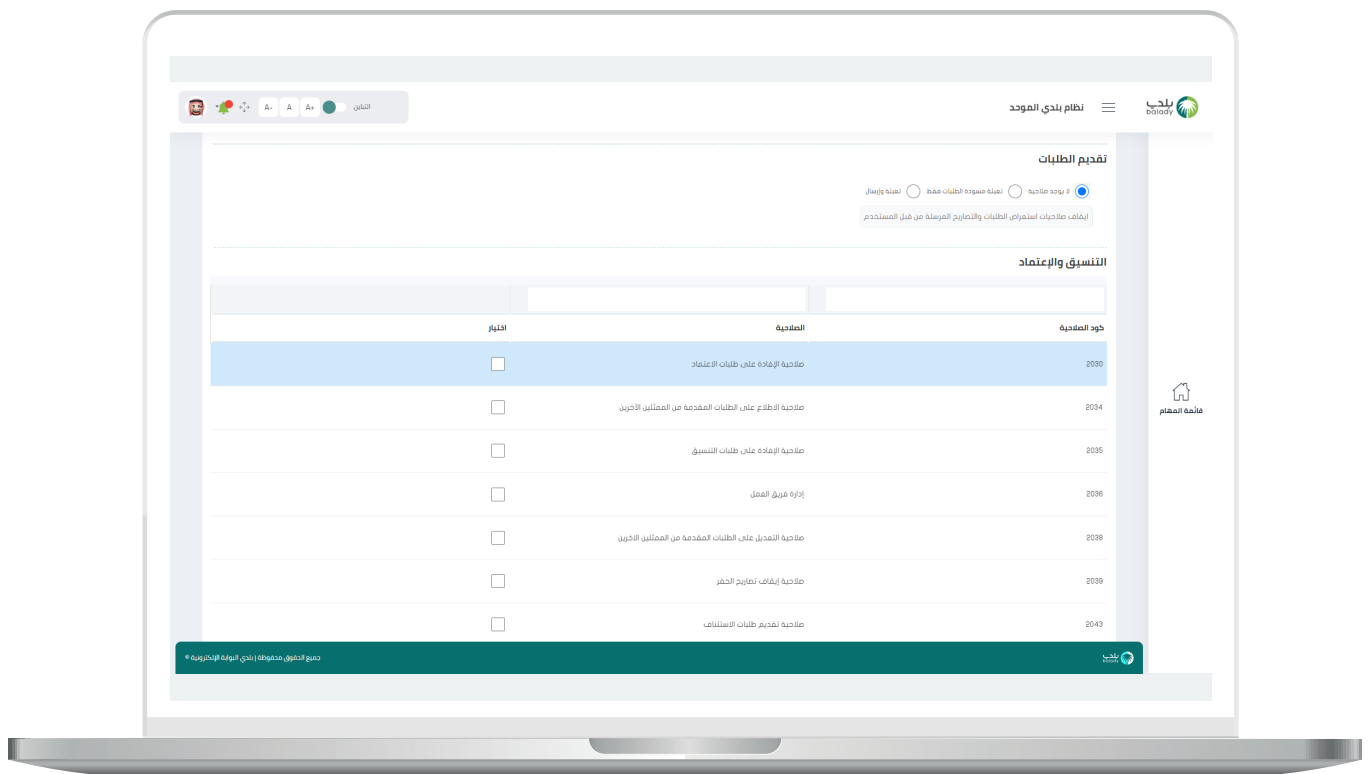 بلدي
balady
نظام بلدي الموحد
التباين
A+
A
A-
تقديم الطلبات
لا يوجد صلاحية
تعبئة مسودة الطلبات فقط
تعبئة وإرسال
ايقاف صلاحيات استعراض الطلبات والتصاريح المرسلة من قبل المستخدم
التنسيق والإعتماد
كود الصلاحية الصلاحية اختيار
2030 صلاحية الإفادة على طلبات الاعتماد
2034 صلاحية الاطلاع على الطلبات المقدمة من الممثلين الآخرين
2035 صلاحية الإفادة على طلبات التنسيق
2036 إدارة فريق العمل
2038 صلاحية التعديل على الطلبات المقدمة من الممثلين الاخرين
2039 صلاحية إيقاف تصاريح الحفر
2043 صلاحية تقديم طلبات الاستئناف
قائمة المهام
بلدي
balady
جميع الحقوق محفوظة | بلدي البوابة الإلكترونية ©